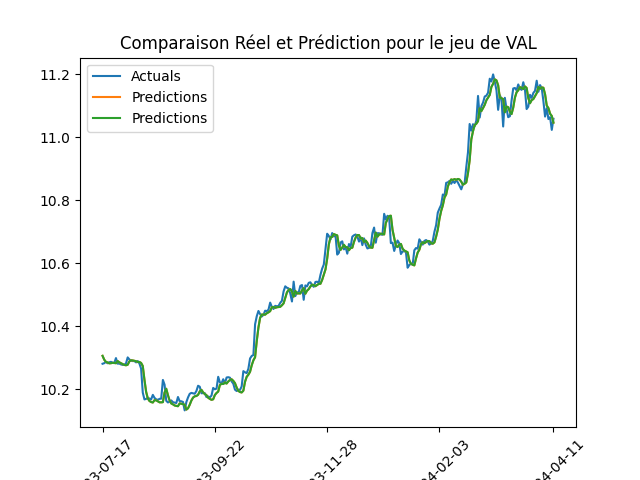 Comparaison Réel et Prédiction pour le jeu de VAL
11.2
11.0
10.8
10.6
10.4
10.2
Actuals
Predictions
Predictions
3-07-17
3-09-22
3-11-28
4-02-03
4-04-11